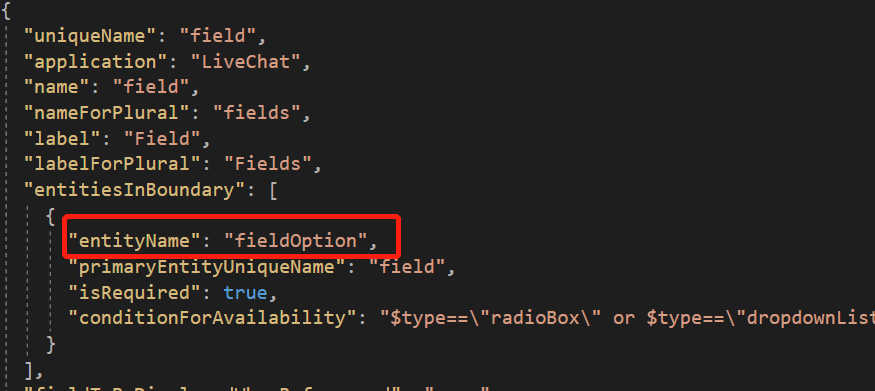 {
"uniqueName": "field",
"application": "LiveChat",
"name": "field",
"nameForPlural": "fields",
"label": "Field",
"labelForPlural": "Fields",
"entitiesInBoundary": [
{
"entityName": "fieldOption",
"primaryEntityUniqueName": "field",
"isRequired": true,
"conditionForAvailability": "$type==\"radioBox\" or $type==\"dropdownList
}
],